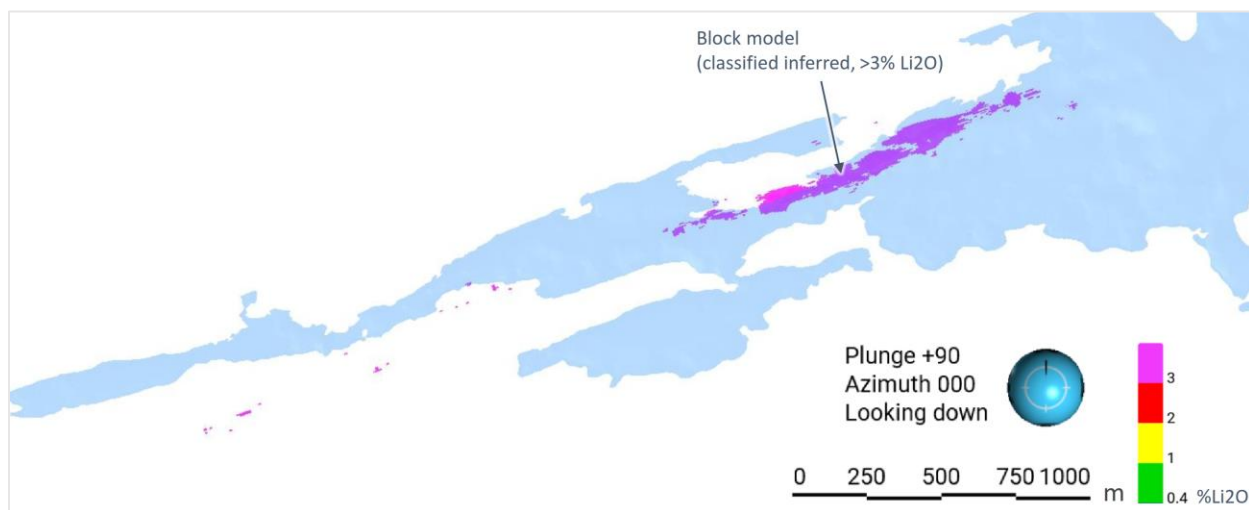 Block model
(classified inferred, >3% Li2O)
Plunge +90
Azimuth 000
Looking down
3
2
1
0.4 %Li2O
0 250 500 750 1000
m